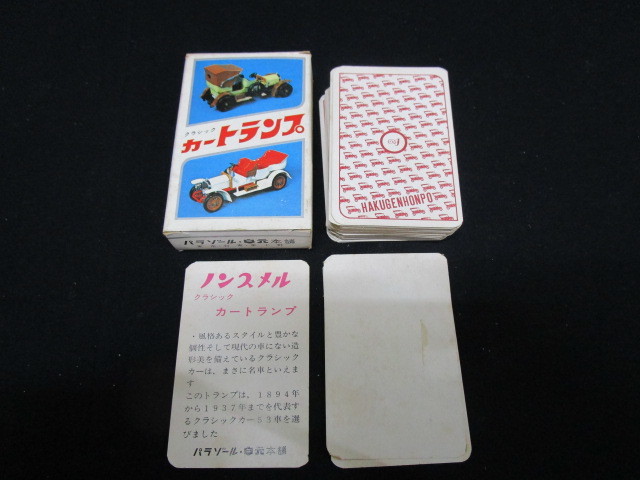 クラシック
カートランプ
パラソール・白元本舗
HAKUGENHONPO
ノンスメル
クラシック
カートランプ
・風格あるスタイルと豊かな
個性そして現代の車にない造
形美を備えているクラシック
カーは、まさに名車といえま
す
このトランプは、1894年
から1937年までを代表す
るクラシックカー53車を選
びました
パラソール・白元本舗